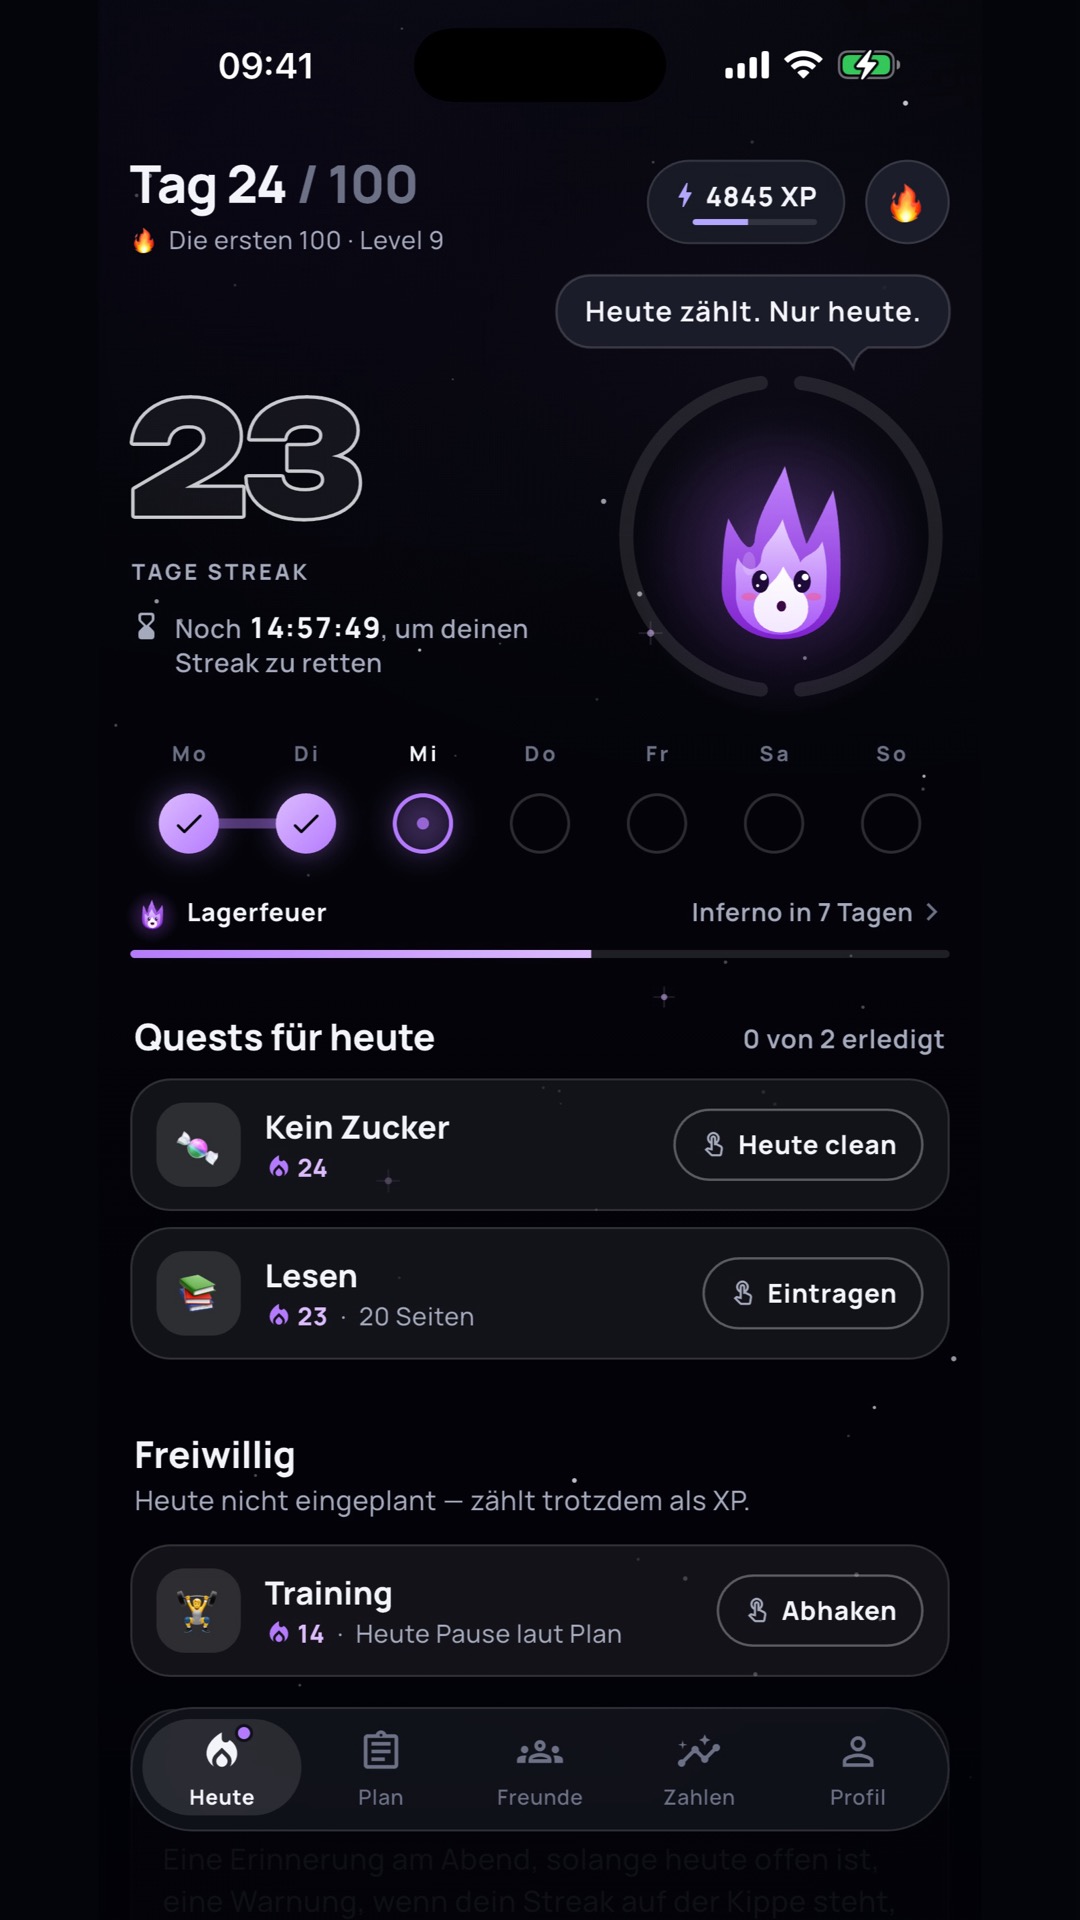 09:41
Tag 24 / 100
4845 XP
Die ersten 100 · Level 9
Heute zählt. Nur heute.
23
TAGE STREAK
Noch 14:57:49, um deinen
Streak zu retten
Mo Di Mi Do Fr Sa So
Lagerfeuer
Inferno in 7 Tagen
Quests für heute
0 von 2 erledigt
Kein Zucker
24
Heute clean
Lesen
23 · 20 Seiten
Eintragen
Freiwillig
Heute nicht eingeplant — zählt trotzdem als XP.
Training
14 · Heute Pause laut Plan
Abhaken
Heute Plan Freunde Zahlen Profil
Eine Erinnerung am Abend, solange heute offen ist,
eine Warnung, wenn dein Streak auf der Kippe steht,